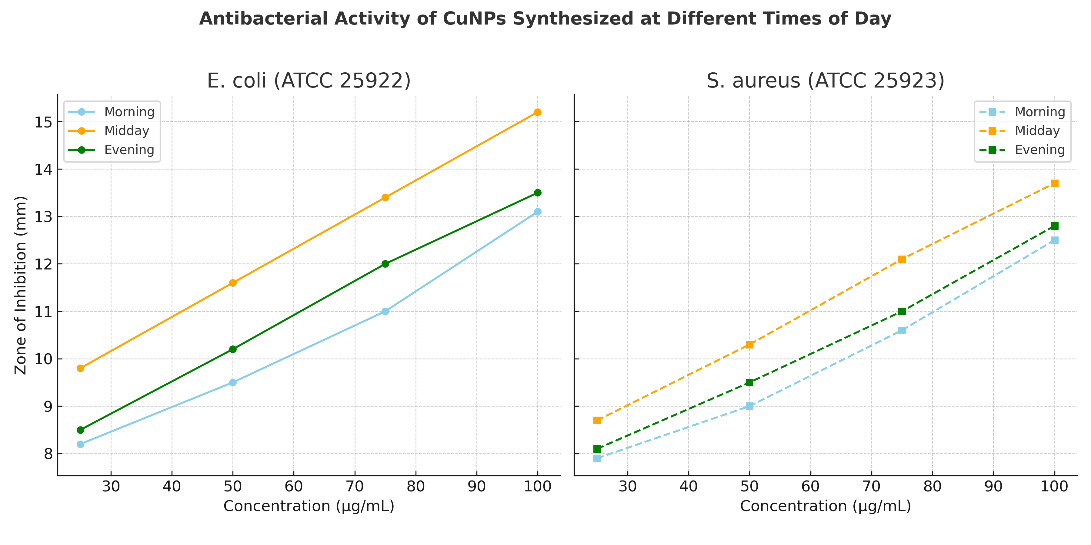 Antibacterial Activity of CuNPs Synthesized at Different Times of Day
E. coli (ATCC 25922)
S. aureus (ATCC 25923)
Morning
Midday
Evening
Morning
Midday
Evening
Zone of Inhibition (mm)
15
14
13
12
11
10
9
8
30 40 50 60 70 80 90 100
30 40 50 60 70 80 90 100
Concentration (µg/mL)
Concentration (µg/mL)